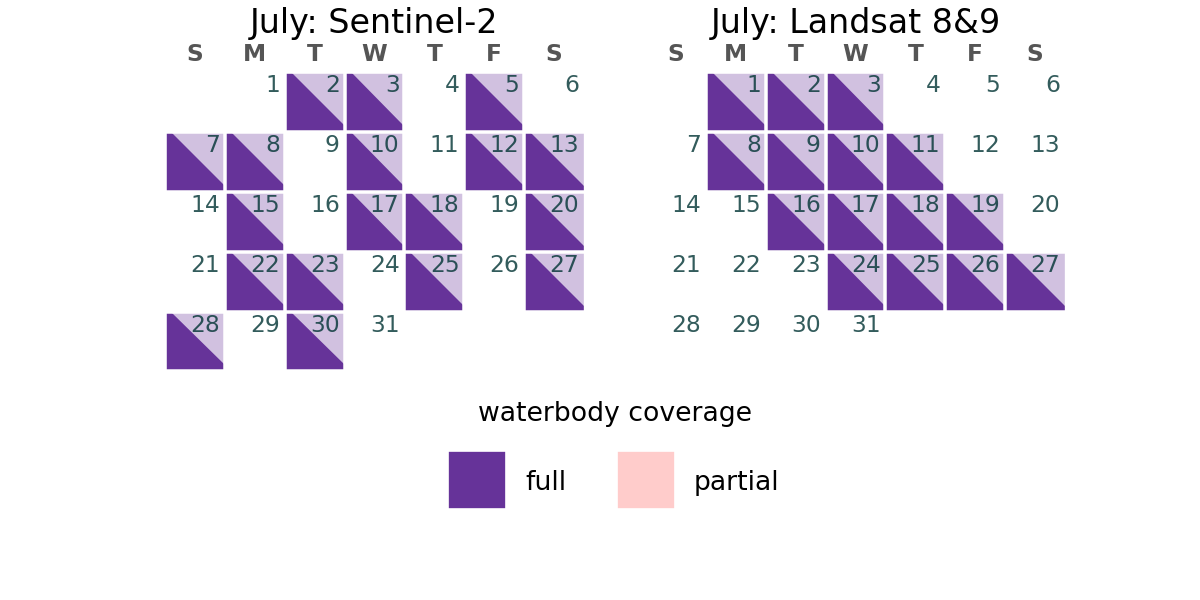 July: Sentinel-2
S M T W T F S
1 2 3 4 5 6
7 8 9 10 11 12 13
14 15 16 17 18 19 20
21 22 23 24 25 26 27
28 29 30 31
July: Landsat 8&9
S M T W T F S
1 2 3 4 5 6
7 8 9 10 11 12 13
14 15 16 17 18 19 20
21 22 23 24 25 26 27
28 29 30 31
waterbody coverage
full partial